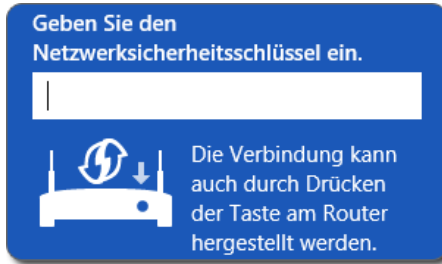 Geben Sie den
Netzwerksicherheitsschlüssel ein.
Die Verbindung kann
auch durch Drücken
der Taste am Router
hergestellt werden.